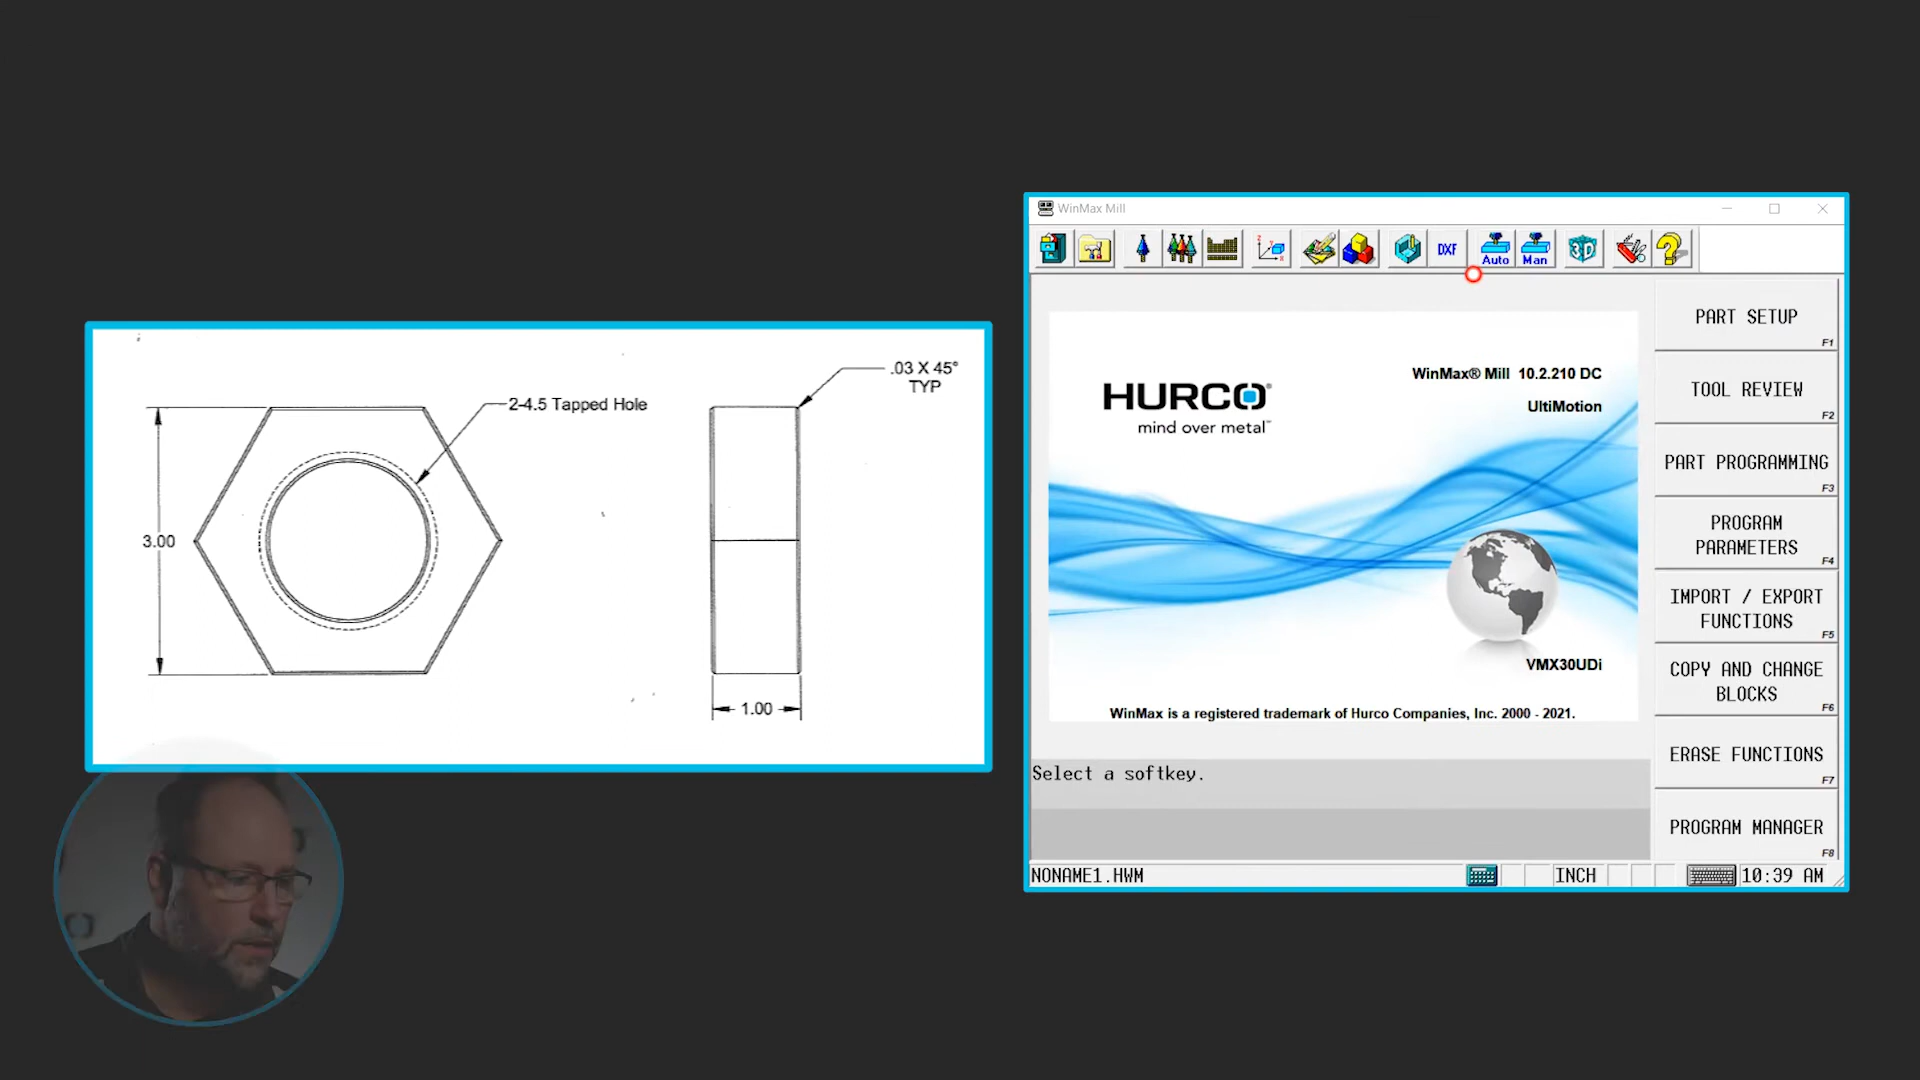 .03 X 45°
TYP
2-4.5 Tapped Hole
3.00
1.00
WinMax Mill
DXF
Auto
Man
3D
HURCO®
mind over metal™
WinMax® Mill 10.2.210 DC
UltiMotion
VMX30UDi
WinMax is a registered trademark of Hurco Companies, Inc. 2000 - 2021.
PART SETUP
F1
TOOL REVIEW
F2
PART PROGRAMMING
F3
PROGRAM
PARAMETERS
F4
IMPORT / EXPORT
FUNCTIONS
F5
COPY AND CHANGE
BLOCKS
F6
ERASE FUNCTIONS
F7
PROGRAM MANAGER
F8
Select a softkey.
NONAME1.HWM
INCH
10:39 AM